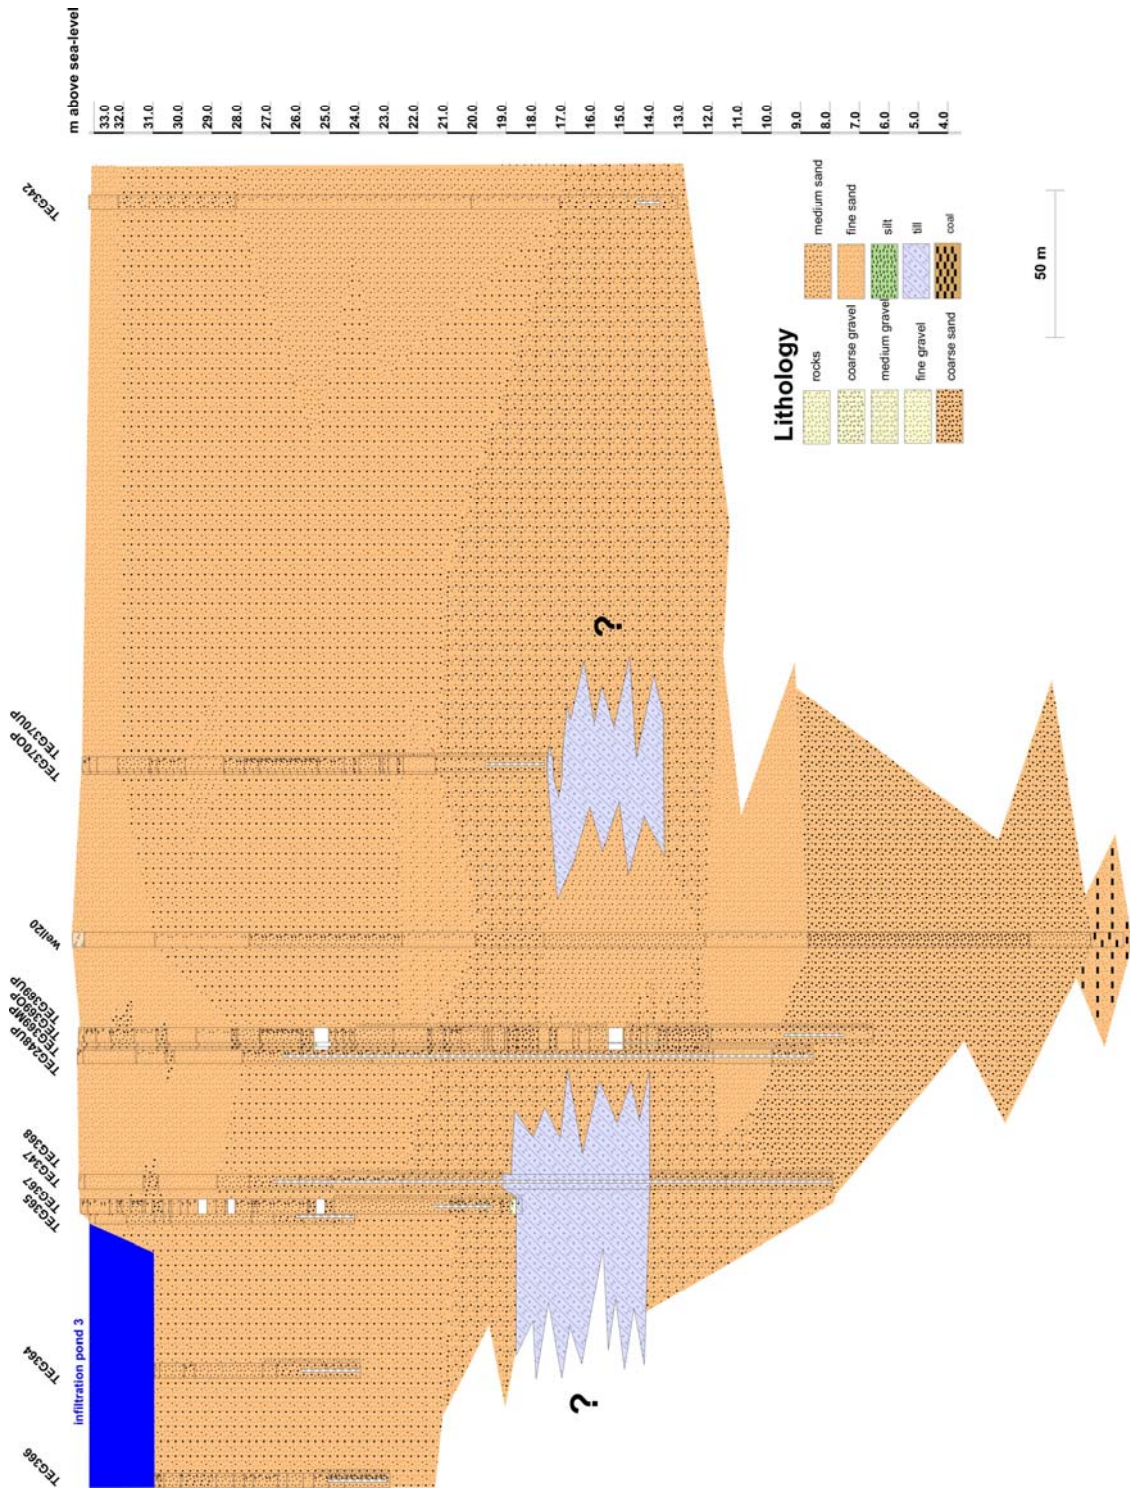 m above sea-level
33.0
32.0
31.0
30.0
29.0
28.0
27.0
26.0
25.0
24.0
23.0
22.0
21.0
20.0
19.0
18.0
17.0
16.0
15.0
14.0
13.0
12.0
11.0
10.0
9.0
8.0
7.0
6.0
5.0
4.0
TEG366
TEG364
TEG365
TEG367
TEG347
TEG368
TEG248UP
TEG369MP
TEG369OP
TEG369UP
well20
TEG370OP
TEG370UP
TEG342
infiltration pond 3
?
?
Lithology
rocks
coarse gravel
medium gravel
fine gravel
coarse sand
medium sand
fine sand
silt
till
coal
50 m